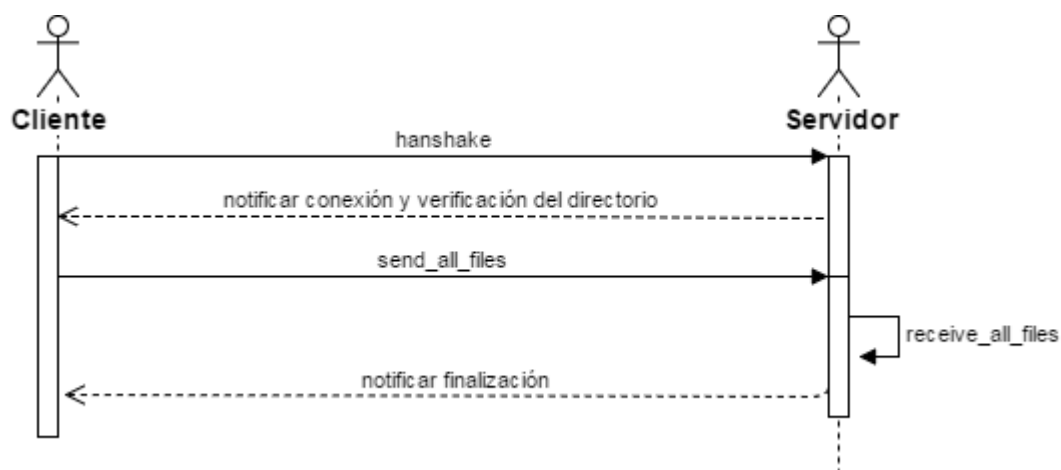 Cliente
Servidor
hanshake
notificar conexión y verificación del directorio
send_all_files
receive_all_files
notificar finalización